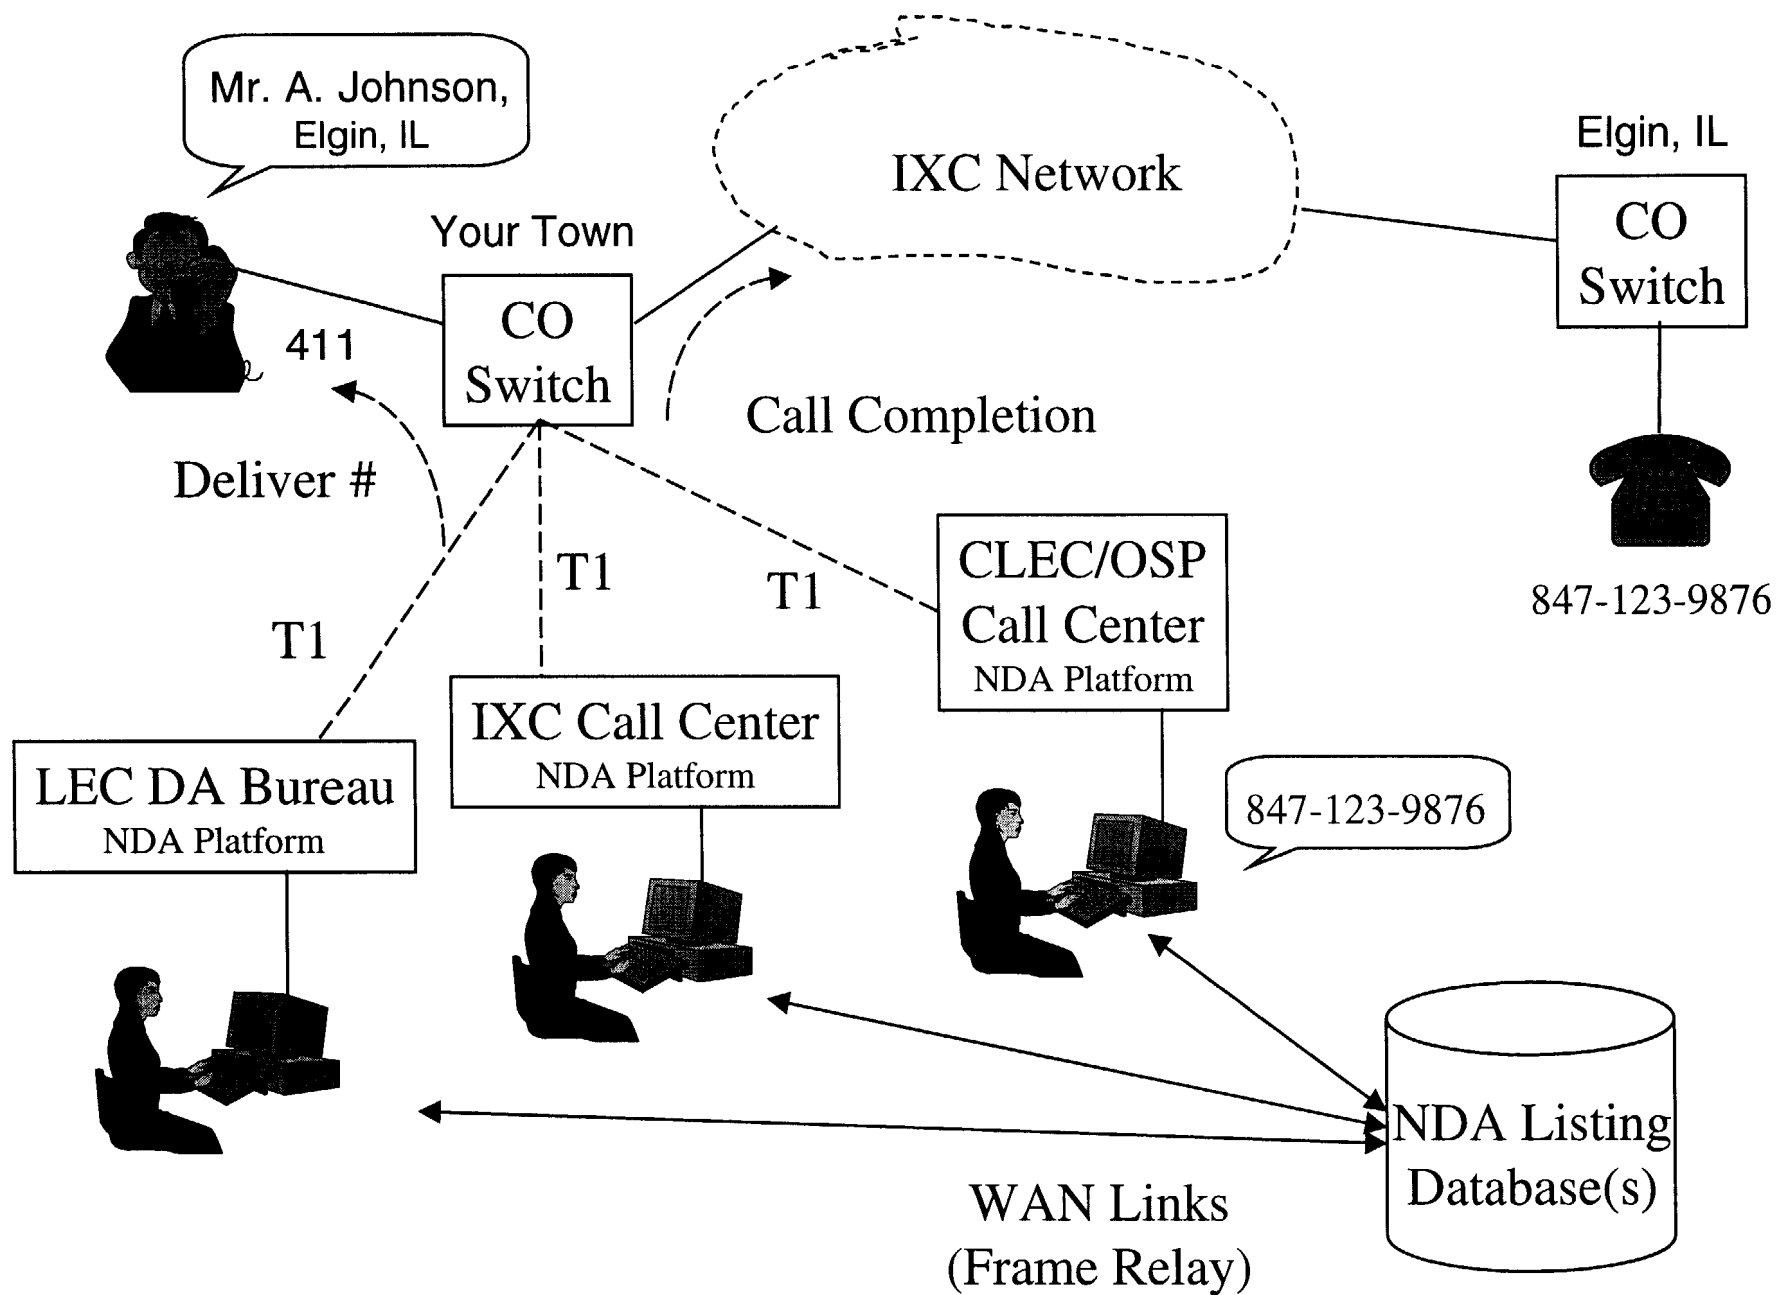 Mr. A. Johnson,
Elgin, IL
IXC Network
Elgin, IL
CO
Switch
Your Town
CO
Switch
411
Call Completion
Deliver #
T1
T1
T1
CLEC/OSP
Call Center
NDA Platform
847-123-9876
IXC Call Center
NDA Platform
LEC DA Bureau
NDA Platform
847-123-9876
NDA Listing
Database(s)
WAN Links
(Frame Relay)